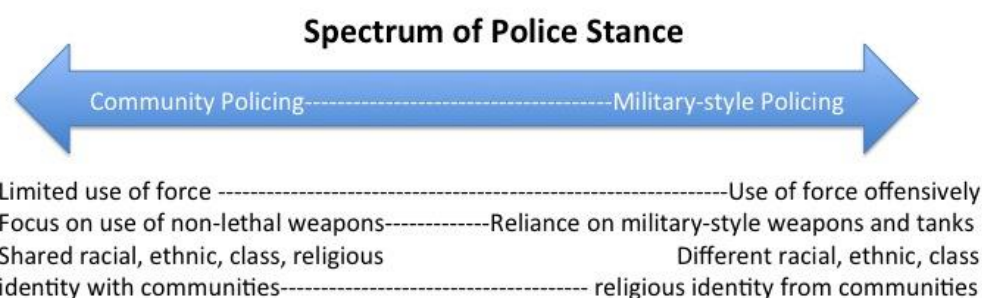 Spectrum of Police Stance
Community Policing--------------------------------------Military-style Policing
Limited use of force ---------------------------------------------------------------Use of force offensively
Focus on use of non-lethal weapons-------------Reliance on military-style weapons and tanks
Shared racial, ethnic, class, religious Different racial, ethnic, class
identity with communities-------------------------------------- religious identity from communities